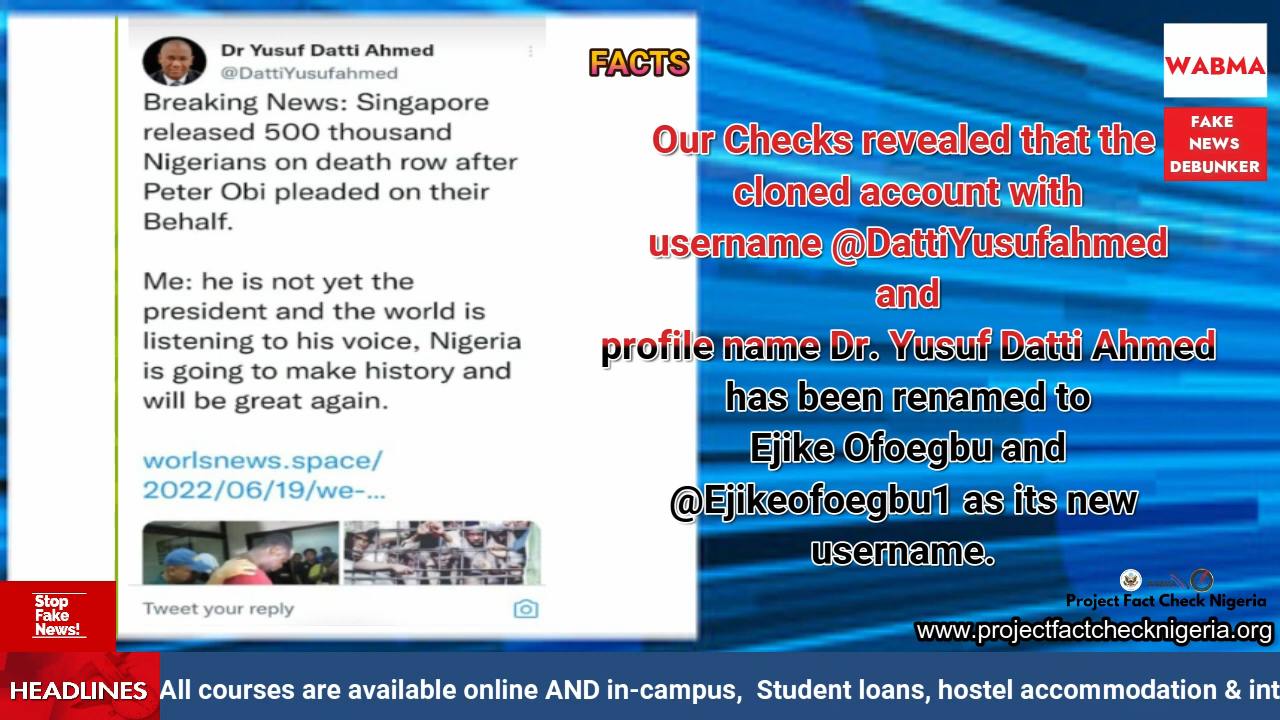 Dr Yusuf Datti Ahmed
@DattiYusufahmed
Breaking News: Singapore
released 500 thousand
Nigerians on death row after
Peter Obi pleaded on their
Behalf.
Me: he is not yet the
president and the world is
listening to his voice, Nigeria
is going to make history and
will be great again.
worlsnews.space/
2022/06/19/we-...
Tweet your reply
FACTS
Our Checks revealed that the
cloned account with
username @DattiYusufahmed
and
profile name Dr. Yusuf Datti Ahmed
has been renamed to
Ejike Ofoegbu and
@Ejikeofoegbu1 as its new
username.
WABMA
FAKE
NEWS
DEBUNKER
Project Fact Check Nigeria
www.projectfactchecknigeria.org
Stop
Fake
News!
HEADLINES
All courses are available online AND in-campus, Student loans, hostel accommodation & int